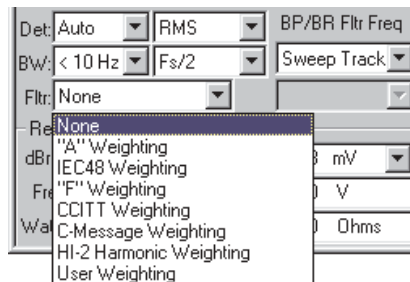 Det: Auto RMS BP/BR Fltr Freq
BW: < 10 Hz Fs/2 Sweep Track
Fltr: None
None
"A" Weighting
IEC48 Weighting
"F" Weighting
CCITT Weighting
C-Message Weighting
HI-2 Harmonic Weighting
User Weighting
mV
V
Ohms